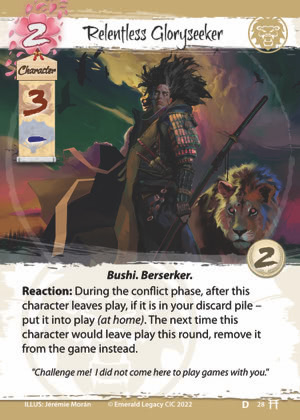 2
Relentless Gloryseeker
Character
3
2
Bushi. Berserker.
Reaction: During the conflict phase, after this
character leaves play, if it is in your discard pile –
put it into play (at home). The next time this
character would leave play this round, remove it
from the game instead.
"Challenge me! I did not come here to play games with you."
ILLUS: Jérémie Morán © Emerald Legacy CIC 2022 D 28